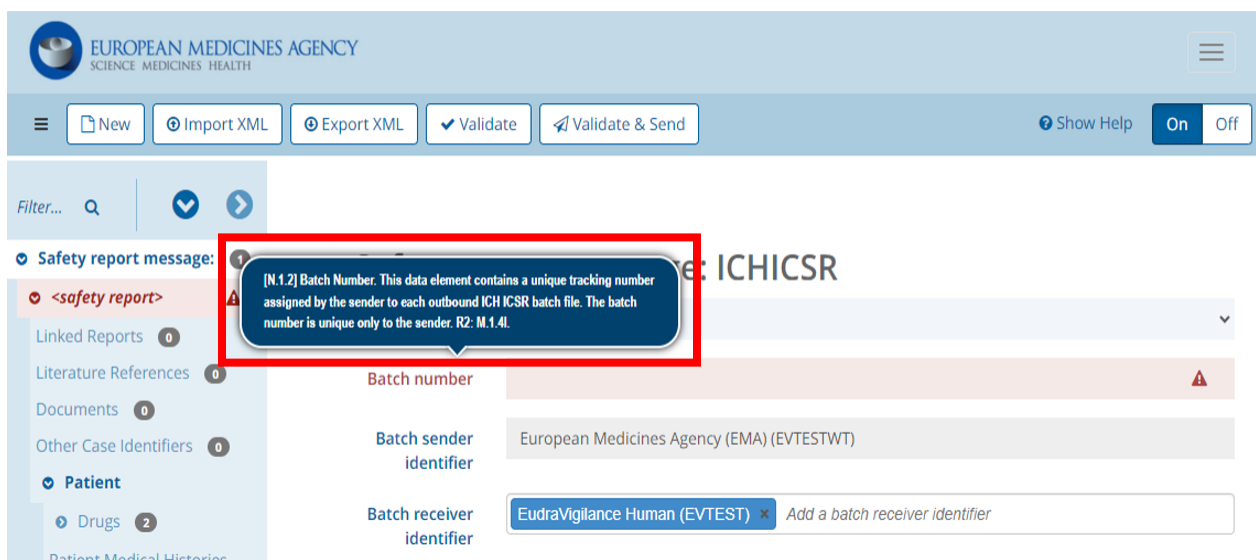 EUROPEAN MEDICINES AGENCY
SCIENCE MEDICINES HEALTH
New
Import XML
Export XML
Validate
Validate & Send
Show Help
On
Off
Filter...
Safety report message: 1
: ICHICSR
[N.1.2] Batch Number. This data element contains a unique tracking number
assigned by the sender to each outbound ICH ICSR batch file. The batch
number is unique only to the sender. R2: M.1.4l.
<safety report>
Linked Reports 0
Literature References 0
Documents 0
Other Case Identifiers 0
Patient
Drugs 2
Patient Medical Histories
Batch number
Batch sender
identifier
European Medicines Agency (EMA) (EVTESTWT)
Batch receiver
identifier
EudraVigilance Human (EVTEST) ×
Add a batch receiver identifier